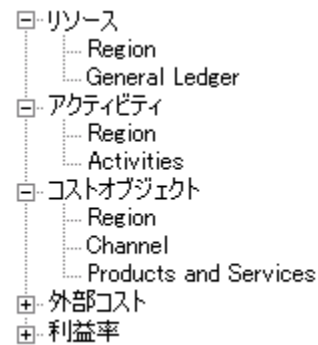 リソース
Region
General Ledger
アクティビティ
Region
Activities
コストオブジェクト
Region
Channel
Products and Services
外部コスト
利益率